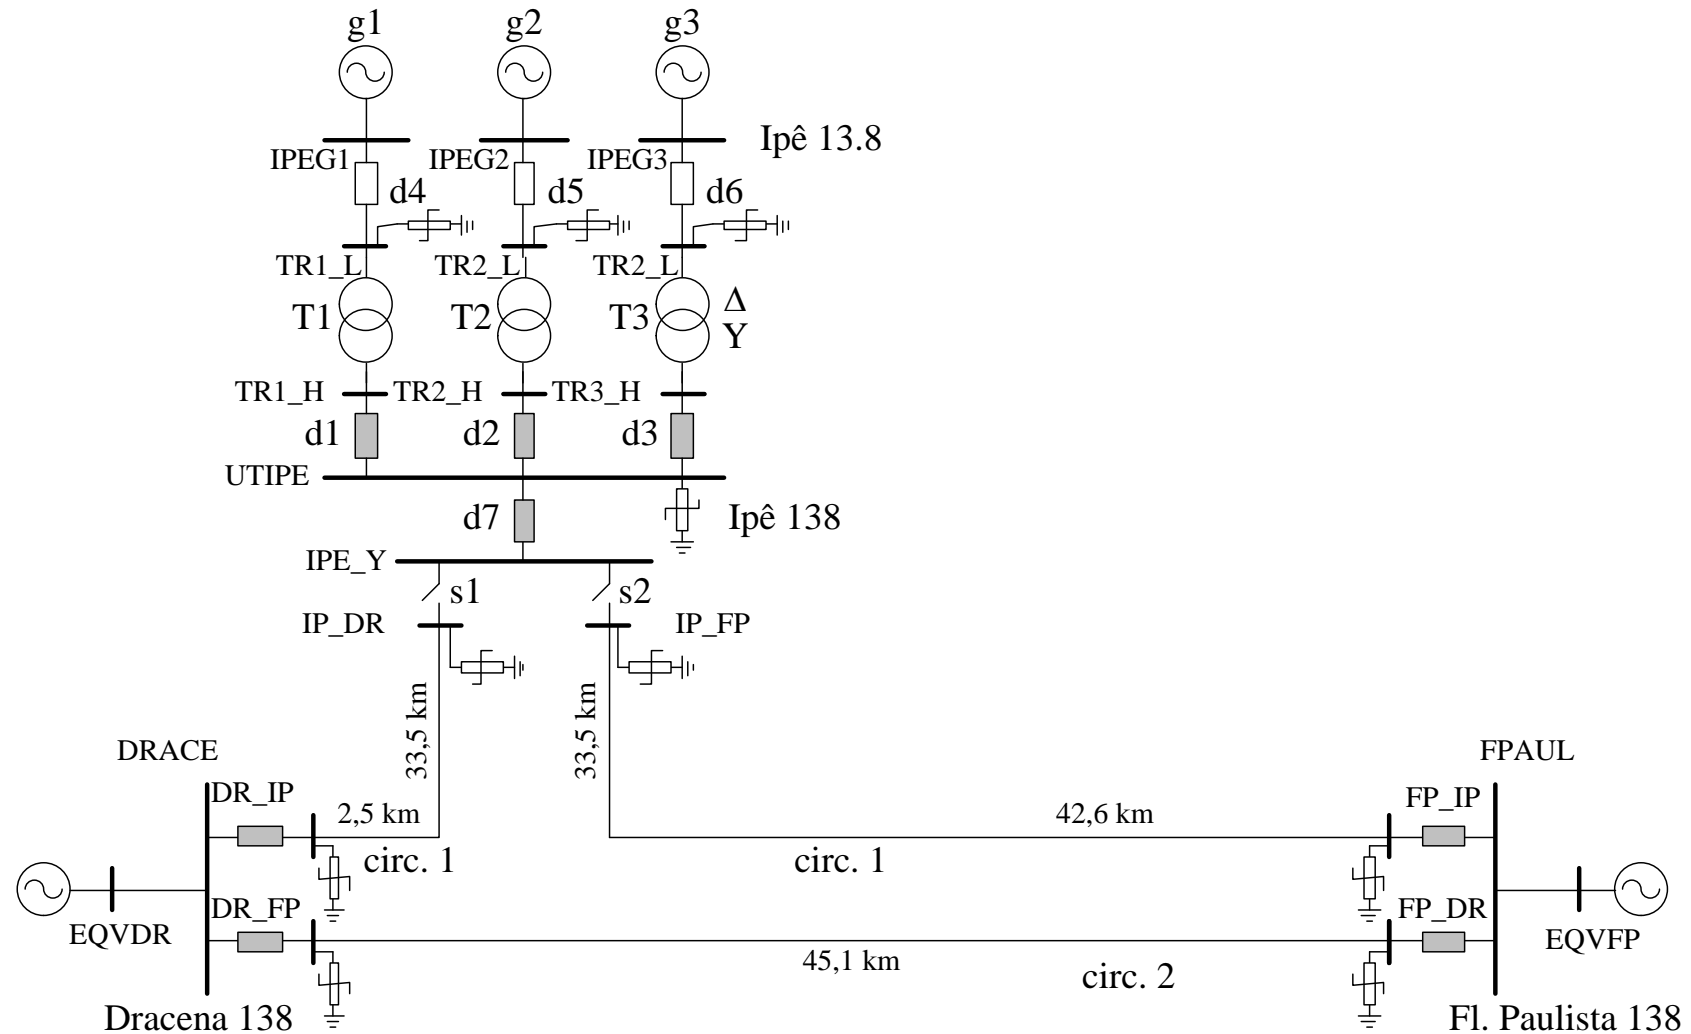 g1 g2 g3
Ipê 13.8
IPEG1 IPEG2 IPEG3
d4 d5 d6
TR1_L TR2_L TR2_L
T1 T2 T3 Δ
Y
TR1_H TR2_H TR3_H
d1 d2 d3
UTIPE
d7 Ipê 138
IPE_Y
s1 s2
IP_DR IP_FP
33,5 km 33,5 km
DRACE FPAUL
DR_IP FP_IP
2,5 km 42,6 km
circ. 1 circ. 1
DR_FP FP_DR
EQVDR EQVFP
45,1 km
circ. 2
Dracena 138 Fl. Paulista 138